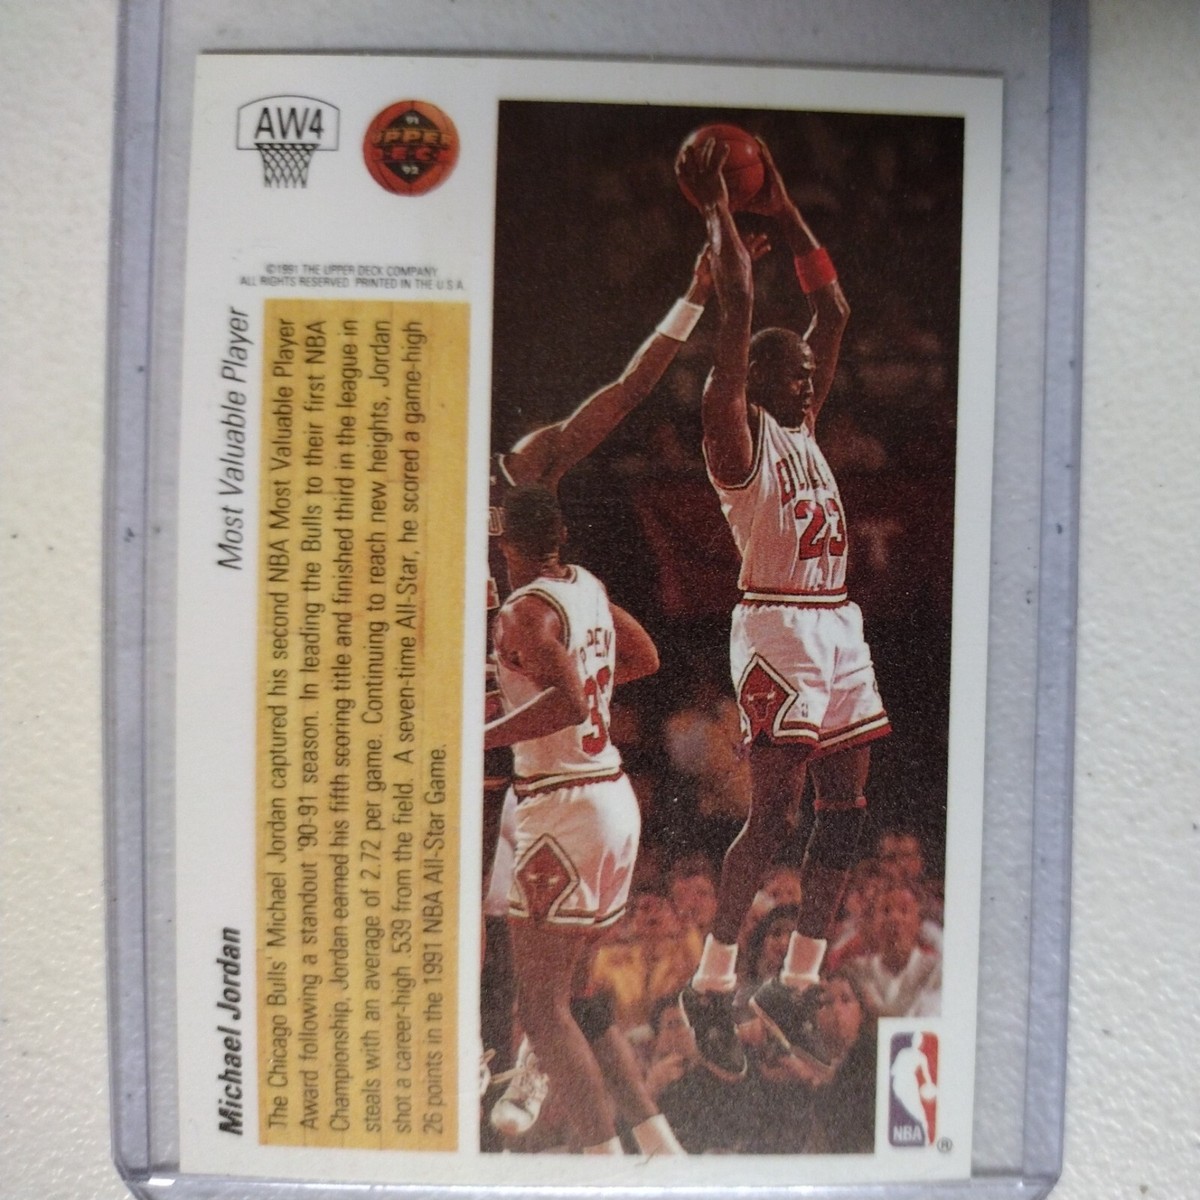 AW4
'91
UPPER
DECK
'92
©1991 THE UPPER DECK COMPANY
ALL RIGHTS RESERVED. PRINTED IN THE U.S.A.
Michael Jordan
Most Valuable Player
The Chicago Bulls' Michael Jordan captured his second NBA Most Valuable Player
Award following a standout '90-91 season. In leading the Bulls to their first NBA
Championship, Jordan earned his fifth scoring title and finished third in the league in
steals with an average of 2.72 per game. Continuing to reach new heights, Jordan
shot a career-high .539 from the field. A seven-time All-Star, he scored a game-high
26 points in the 1991 NBA All-Star Game.
23
PPEN
33
NBA
®